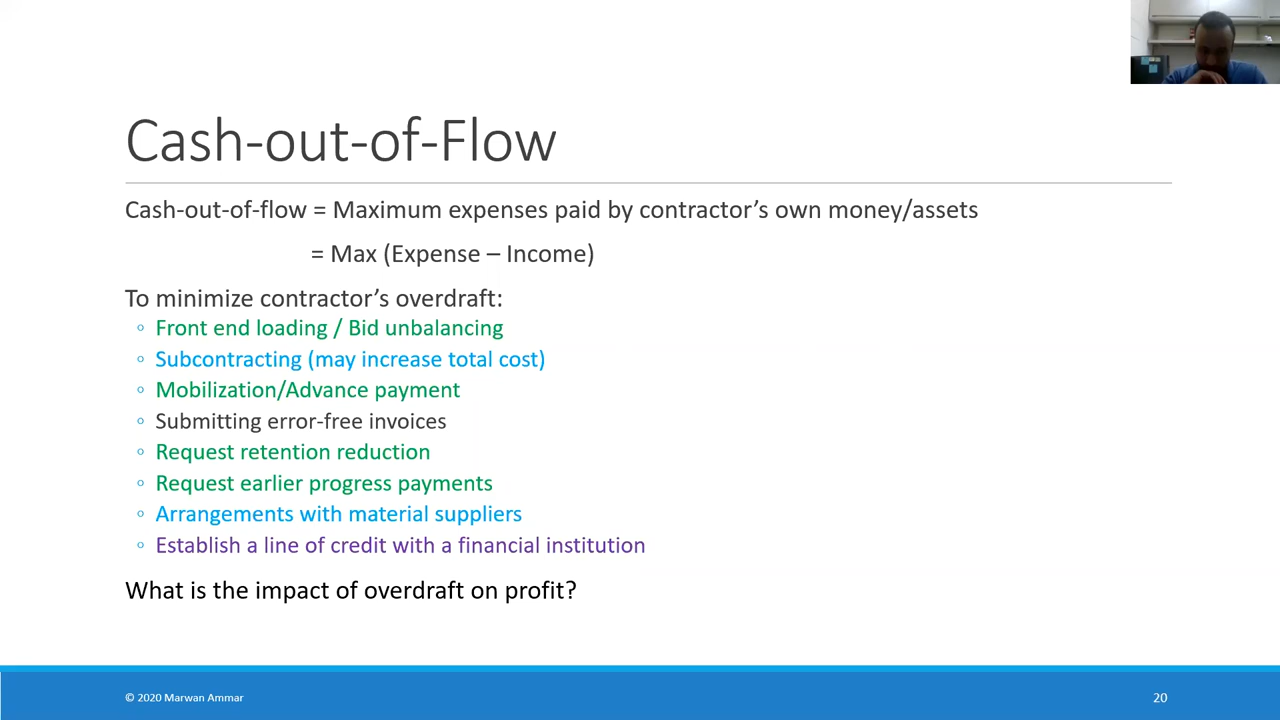 Cash-out-of-Flow
Cash-out-of-flow = Maximum expenses paid by contractor’s own money/assets
= Max (Expense – Income)
To minimize contractor’s overdraft:
◦ Front end loading / Bid unbalancing
◦ Subcontracting (may increase total cost)
◦ Mobilization/Advance payment
◦ Submitting error-free invoices
◦ Request retention reduction
◦ Request earlier progress payments
◦ Arrangements with material suppliers
◦ Establish a line of credit with a financial institution
What is the impact of overdraft on profit?
© 2020 Marwan Ammar
20